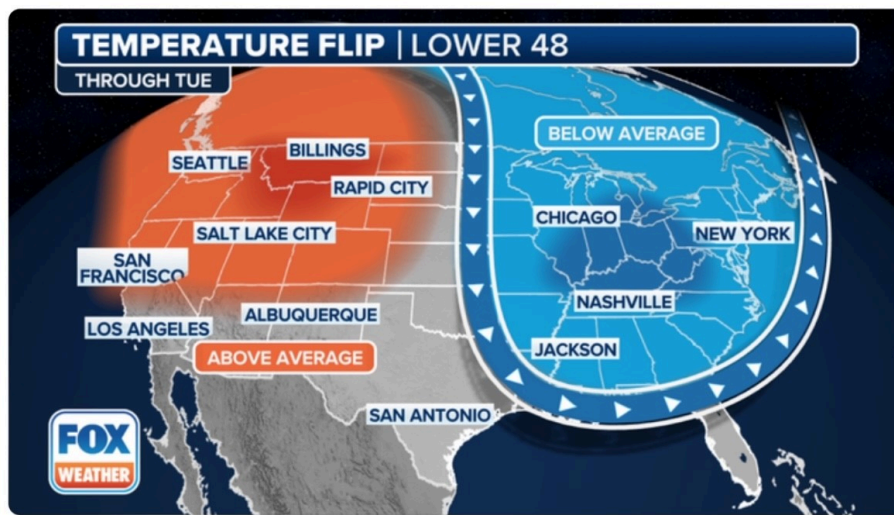 TEMPERATURE FLIP | LOWER 48
THROUGH TUE
BELOW AVERAGE
BILLINGS
SEATTLE
RAPID CITY
CHICAGO
SALT LAKE CITY
NEW YORK
SAN
FRANCISCO
NASHVILLE
ALBUQUERQUE
LOS ANGELES
JACKSON
ABOVE AVERAGE
SAN ANTONIO
FOX
WEATHER